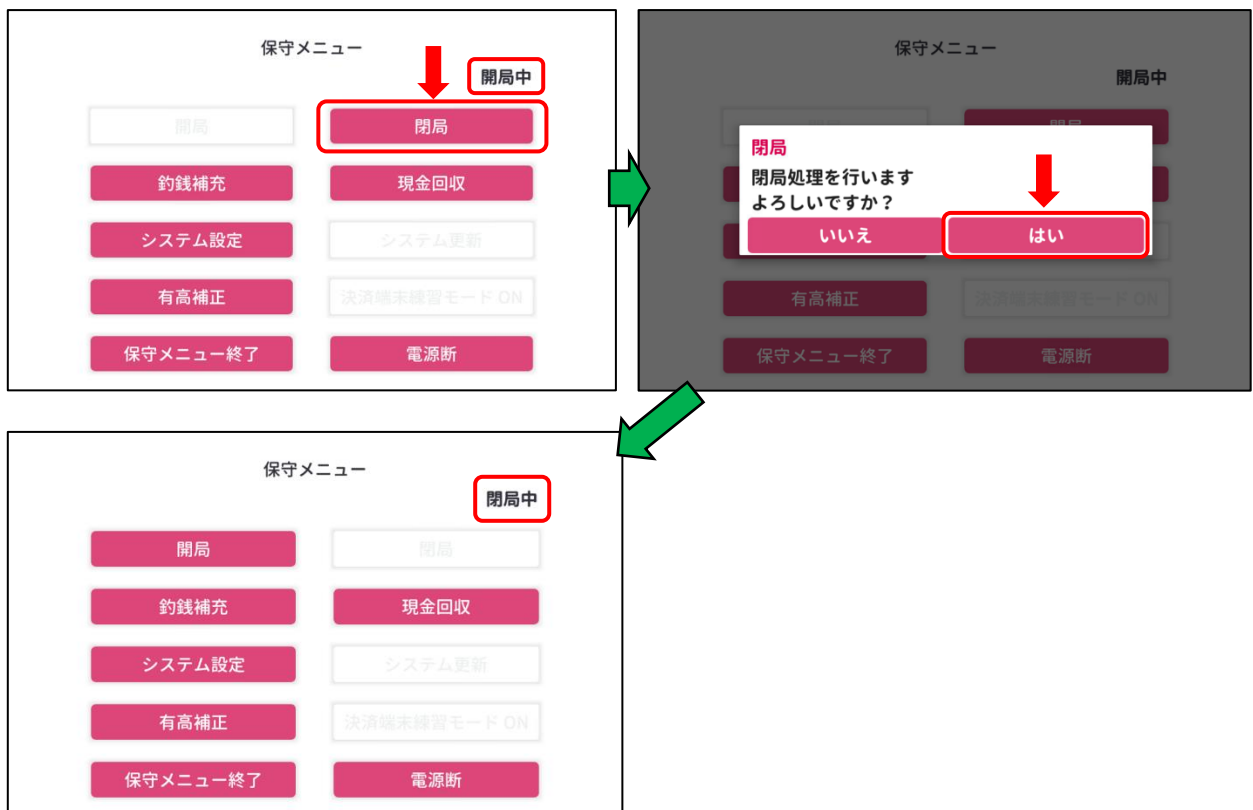 保守メニュー
開局中
開局
閉局
釣銭補充
現金回収
システム設定
システム更新
有高補正
決済端末練習モード ON
保守メニュー終了
電源断
保守メニュー
開局中
閉局
閉局処理を行います
よろしいですか？
いいえ
はい
有高補正
決済端末練習モード ON
保守メニュー終了
電源断
保守メニュー
閉局中
開局
閉局
釣銭補充
現金回収
システム設定
システム更新
有高補正
決済端末練習モード ON
保守メニュー終了
電源断